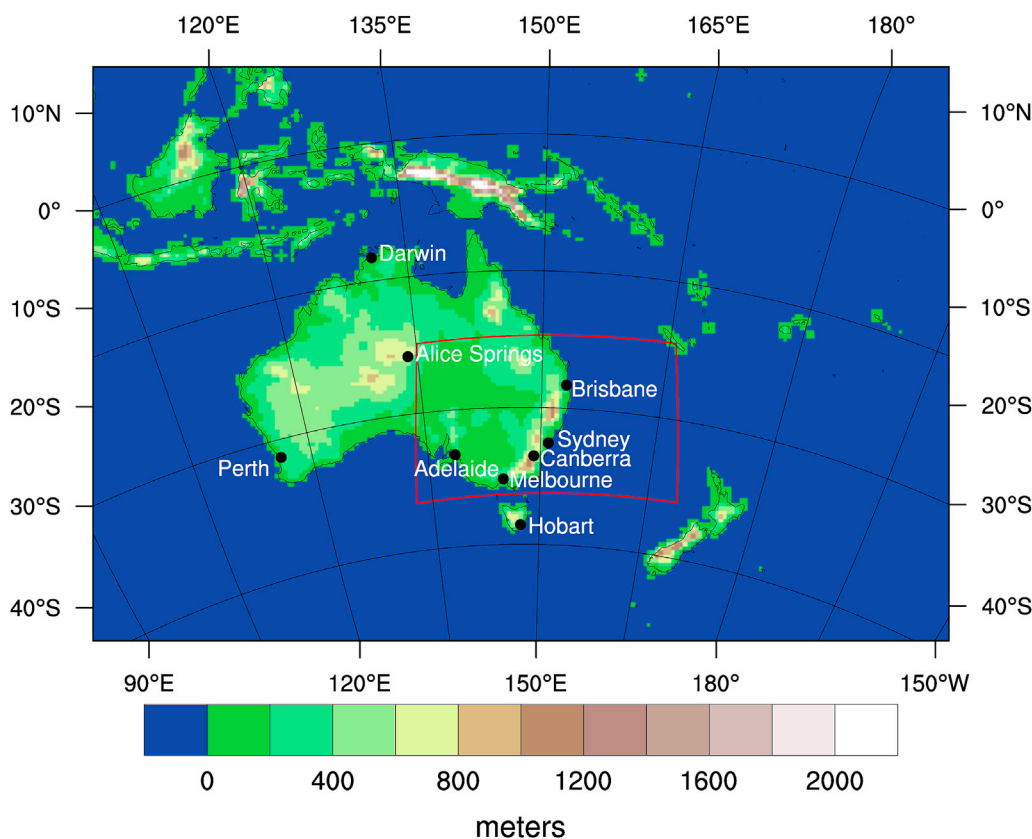 120°E 135°E 150°E 165°E 180°
10°N 10°N
0° 0°
Darwin
10°S 10°S
Alice Springs
Brisbane
20°S 20°S
Sydney
Canberra
Perth Adelaide
Melbourne
30°S 30°S
Hobart
40°S 40°S
90°E 120°E 150°E 180° 150°W
0 400 800 1200 1600 2000
meters